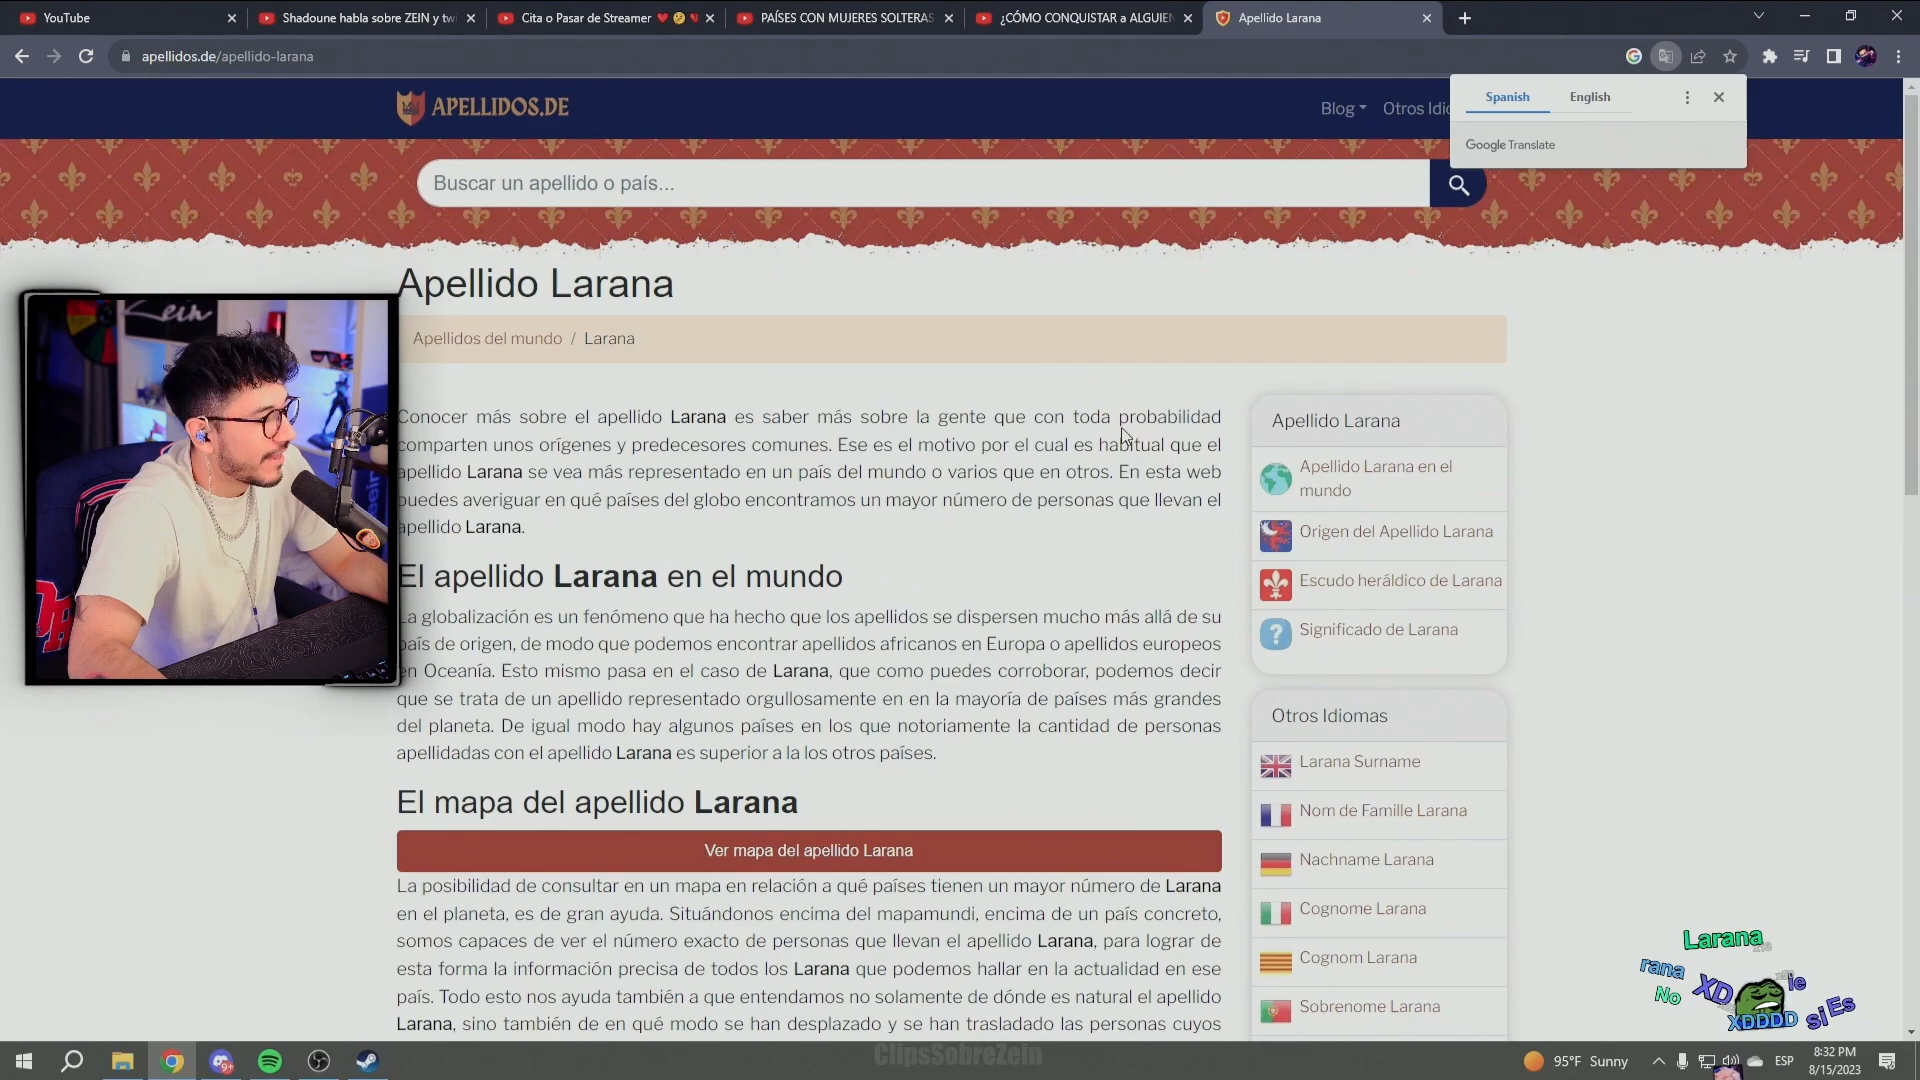 YouTube
Shadoune habla sobre ZEIN y twi
Cita o Pasar de Streamer
PAÍSES CON MUJERES SOLTERAS
¿CÓMO CONQUISTAR a ALGUIEN
Apellido Larana
apellidos.de/apellido-larana
APELLIDOS.DE
Blog
Otros Idio
Spanish
English
Google Translate
Buscar un apellido o país...
Apellido Larana
Apellidos del mundo / Larana
Conocer más sobre el apellido Larana es saber más sobre la gente que con toda probabilidad
comparten unos orígenes y predecesores comunes. Ese es el motivo por el cual es habitual que el
apellido Larana se vea más representado en un país del mundo o varios que en otros. En esta web
puedes averiguar en qué países del globo encontramos un mayor número de personas que llevan el
apellido Larana.
El apellido Larana en el mundo
La globalización es un fenómeno que ha hecho que los apellidos se dispersen mucho más allá de su
país de origen, de modo que podemos encontrar apellidos africanos en Europa o apellidos europeos
en Oceanía. Esto mismo pasa en el caso de Larana, que como puedes corroborar, podemos decir
que se trata de un apellido representado orgullosamente en en la mayoría de países más grandes
del planeta. De igual modo hay algunos países en los que notoriamente la cantidad de personas
apellidadas con el apellido Larana es superior a la los otros países.
El mapa del apellido Larana
Ver mapa del apellido Larana
La posibilidad de consultar en un mapa en relación a qué países tienen un mayor número de Larana
en el planeta, es de gran ayuda. Situándonos encima del mapamundi, encima de un país concreto,
somos capaces de ver el número exacto de personas que llevan el apellido Larana, para lograr de
esta forma la información precisa de todos los Larana que podemos hallar en la actualidad en ese
país. Todo esto nos ayuda también a que entendamos no solamente de dónde es natural el apellido
Larana, sino también de en qué modo se han desplazado y se han trasladado las personas cuyos
Apellido Larana
Apellido Larana en el
mundo
Origen del Apellido Larana
Escudo heráldico de Larana
Significado de Larana
Otros Idiomas
Larana Surname
Nom de Famille Larana
Nachname Larana
Cognome Larana
Cognom Larana
Sobrenome Larana
Kein
Zein
Larana
rana
No
XD
ie
XDDDD
si Es
ClipsSobreZein
9+
95°F Sunny
ESP
8:32 PM
8/15/2023